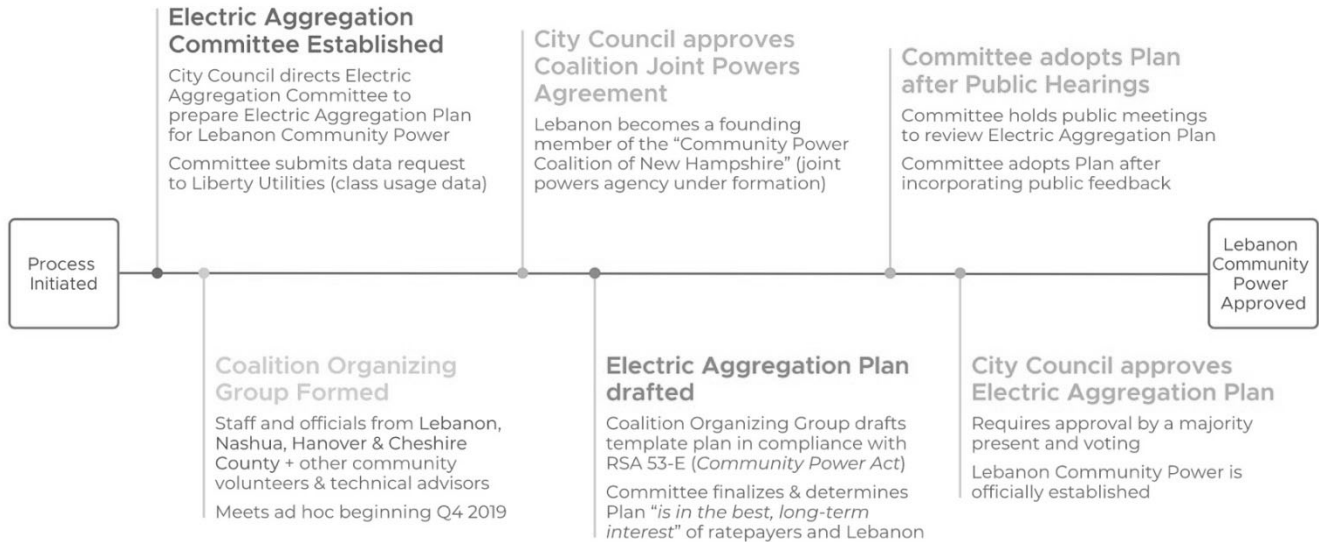 Process
Initiated
Electric Aggregation
Committee Established
City Council directs Electric
Aggregation Committee to
prepare Electric Aggregation Plan
for Lebanon Community Power
Committee submits data request
to Liberty Utilities (class usage data)
Coalition Organizing
Group Formed
Staff and officials from Lebanon,
Nashua, Hanover & Cheshire
County + other community
volunteers & technical advisors
Meets ad hoc beginning Q4 2019
City Council approves
Coalition Joint Powers
Agreement
Lebanon becomes a founding
member of the “Community Power
Coalition of New Hampshire” (joint
powers agency under formation)
Electric Aggregation Plan
drafted
Coalition Organizing Group drafts
template plan in compliance with
RSA 53-E (Community Power Act)
Committee finalizes & determines
Plan “is in the best, long-term
interest” of ratepayers and Lebanon
Committee adopts Plan
after Public Hearings
Committee holds public meetings
to review Electric Aggregation Plan
Committee adopts Plan after
incorporating public feedback
City Council approves
Electric Aggregation Plan
Requires approval by a majority
present and voting
Lebanon Community Power is
officially established
Lebanon
Community
Power
Approved